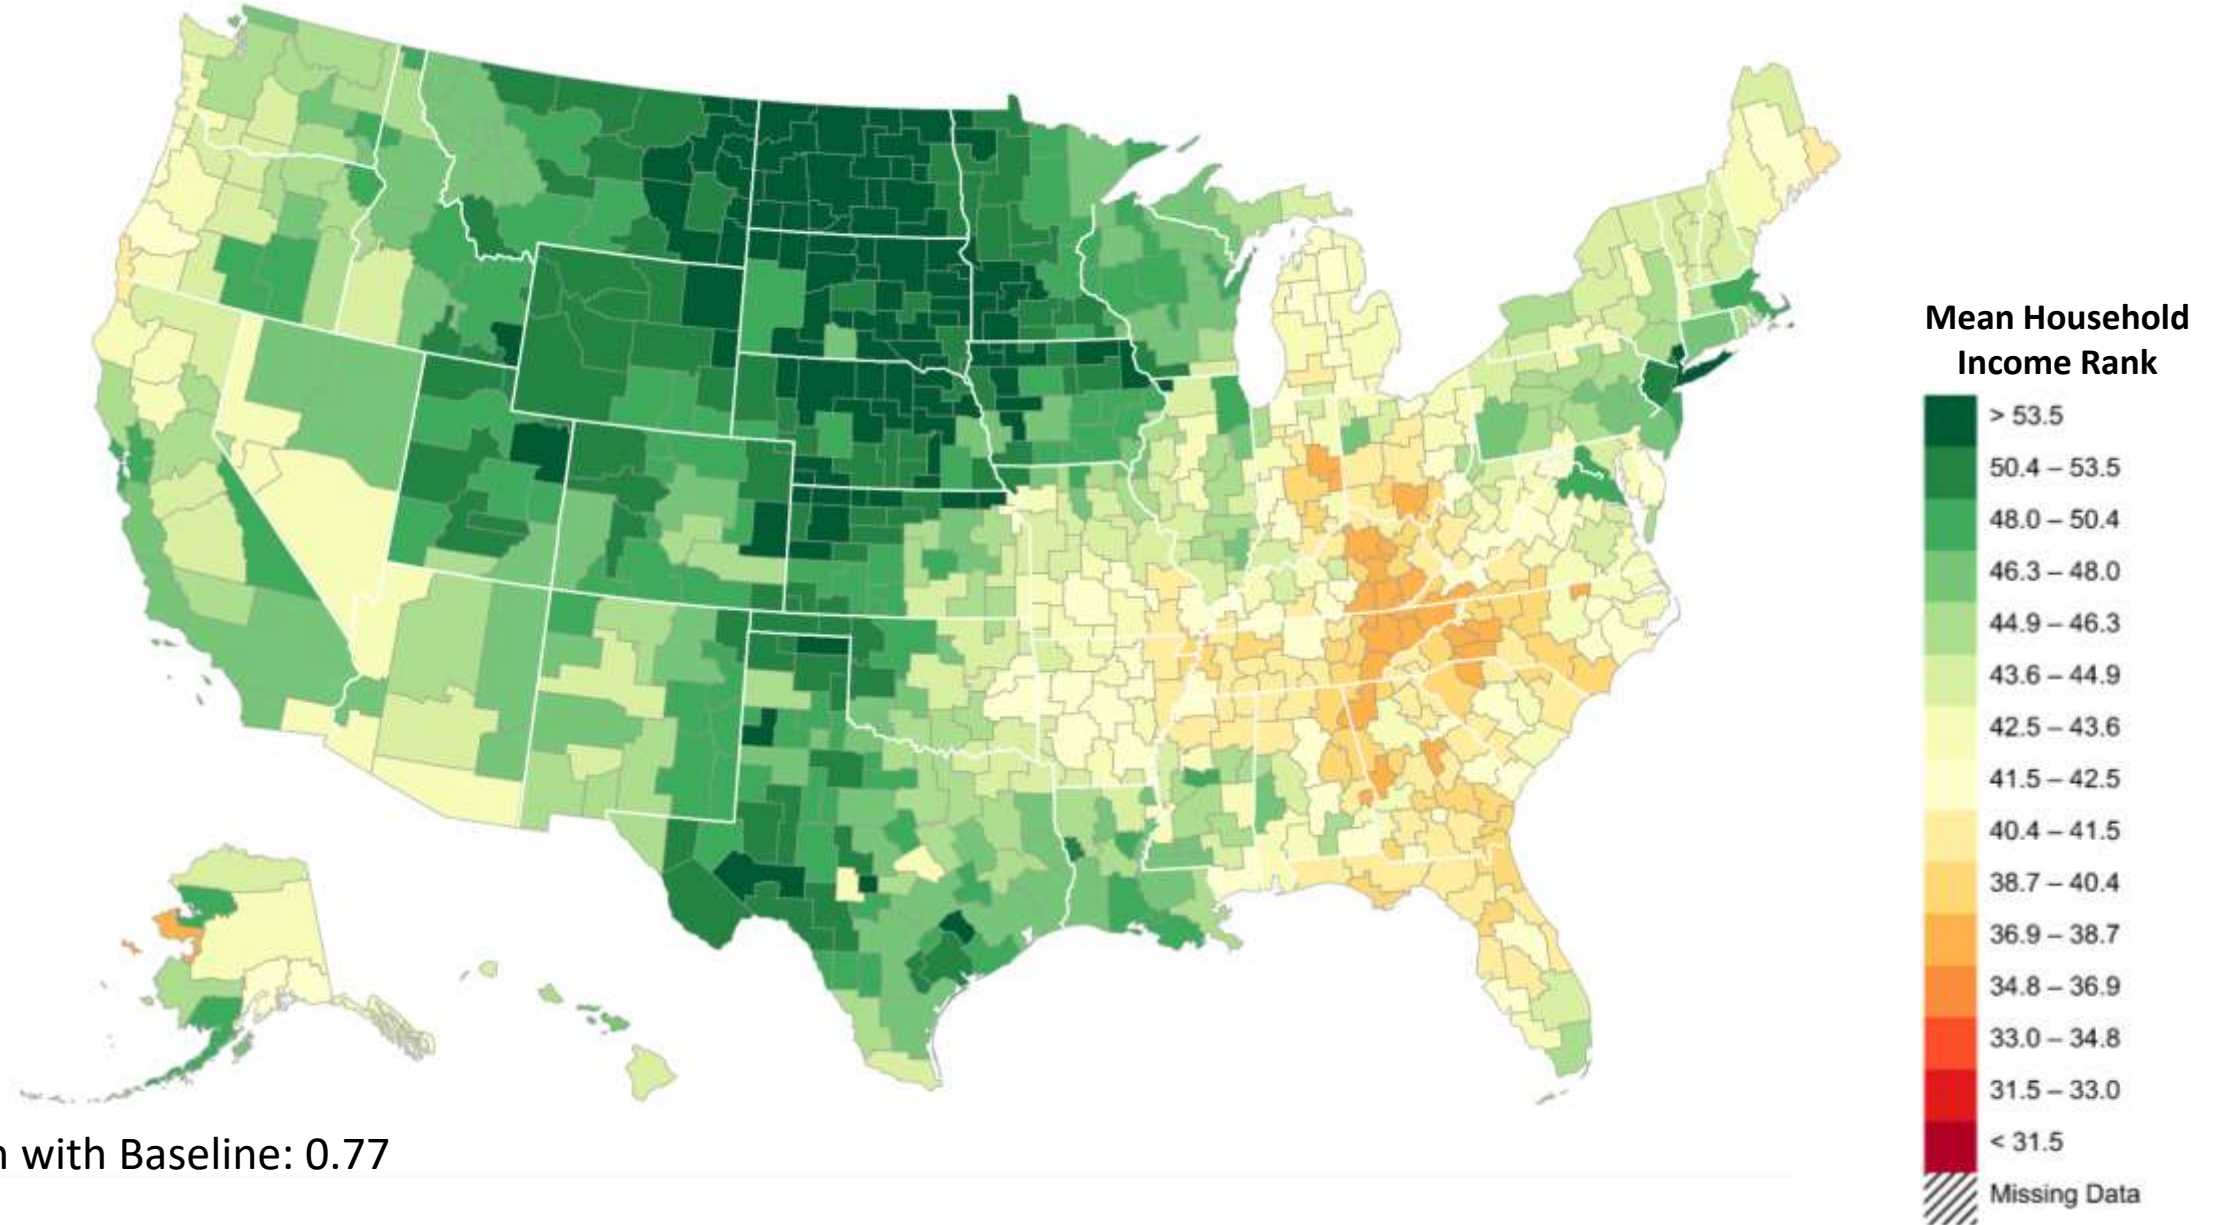 Mean Household
Income Rank
> 53.5
50.4 – 53.5
48.0 – 50.4
46.3 – 48.0
44.9 – 46.3
43.6 – 44.9
42.5 – 43.6
41.5 – 42.5
40.4 – 41.5
38.7 – 40.4
36.9 – 38.7
34.8 – 36.9
33.0 – 34.8
31.5 – 33.0
< 31.5
Missing Data
n with Baseline: 0.77